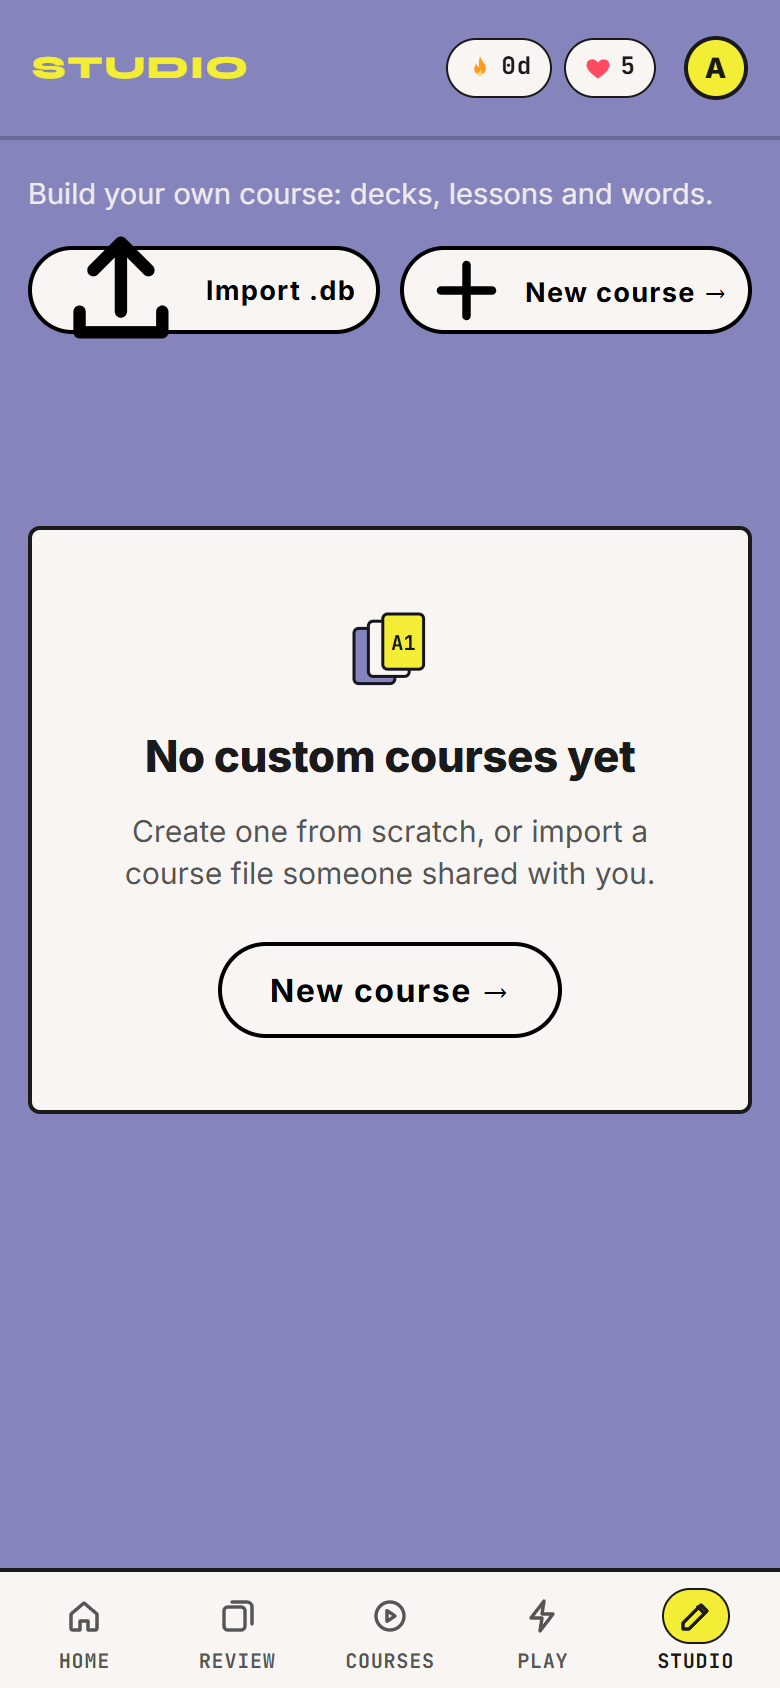 STUDIO
0d
5
A
Build your own course: decks, lessons and words.
Import .db
New course →
A1
No custom courses yet
Create one from scratch, or import a
course file someone shared with you.
New course →
HOME
REVIEW
COURSES
PLAY
STUDIO